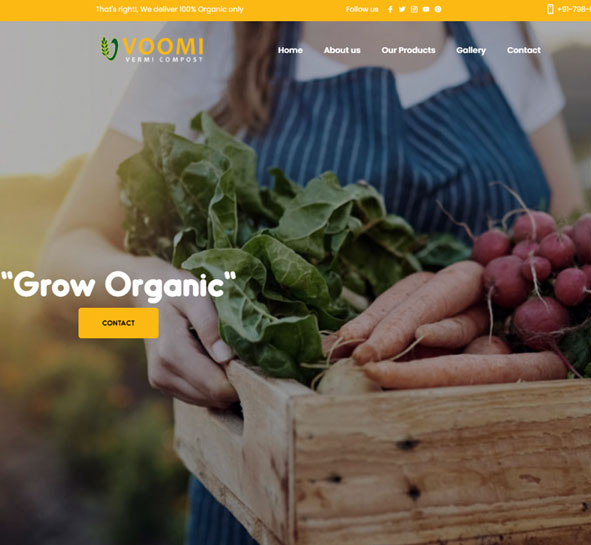 That's right!, We deliver 100% Organic only
Follow us
+91-798-
VOOMI
VERMI COMPOST
Home
About us
Our Products
Gallery
Contact
"Grow Organic"
CONTACT